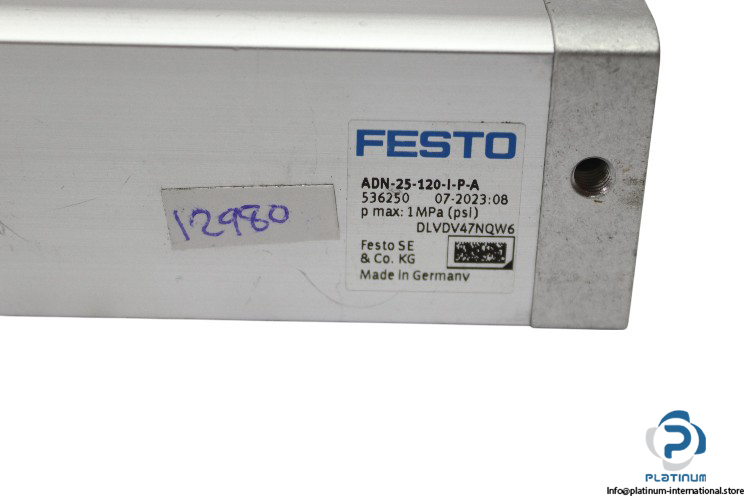 FESTO
ADN-25-120-I-P-A
536250 07-2023:08
p max: 1MPa (psi)
DLVDV47NQW6
Festo SE
& Co. KG
Made in Germany
12980
PLATINUM
Info@platinum-international.store